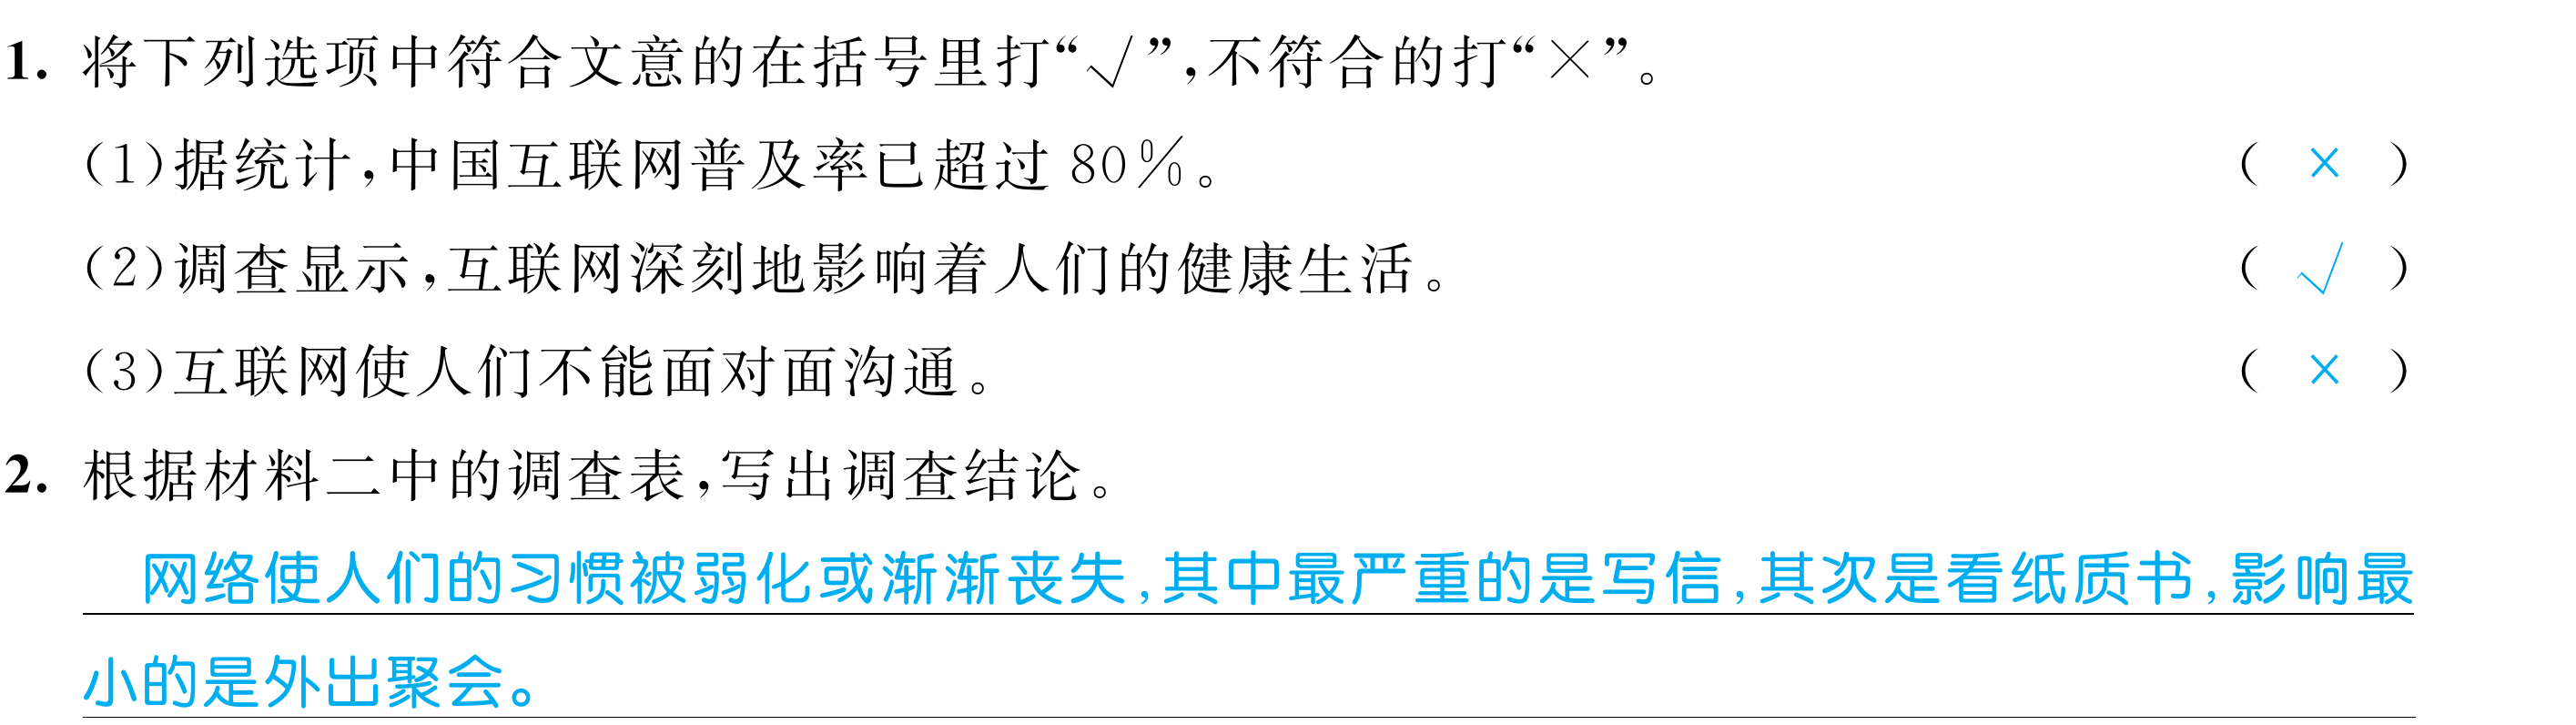 1. 将下列选项中符合文意的在括号里打“√”,不符合的打“×”。
(1)据统计,中国互联网普及率已超过 80%。 ( × )
(2)调查显示,互联网深刻地影响着人们的健康生活。 ( √ )
(3)互联网使人们不能面对面沟通。 ( × )
2. 根据材料二中的调查表,写出调查结论。
网络使人们的习惯被弱化或渐渐丧失,其中最严重的是写信,其次是看纸质书,影响最
小的是外出聚会。